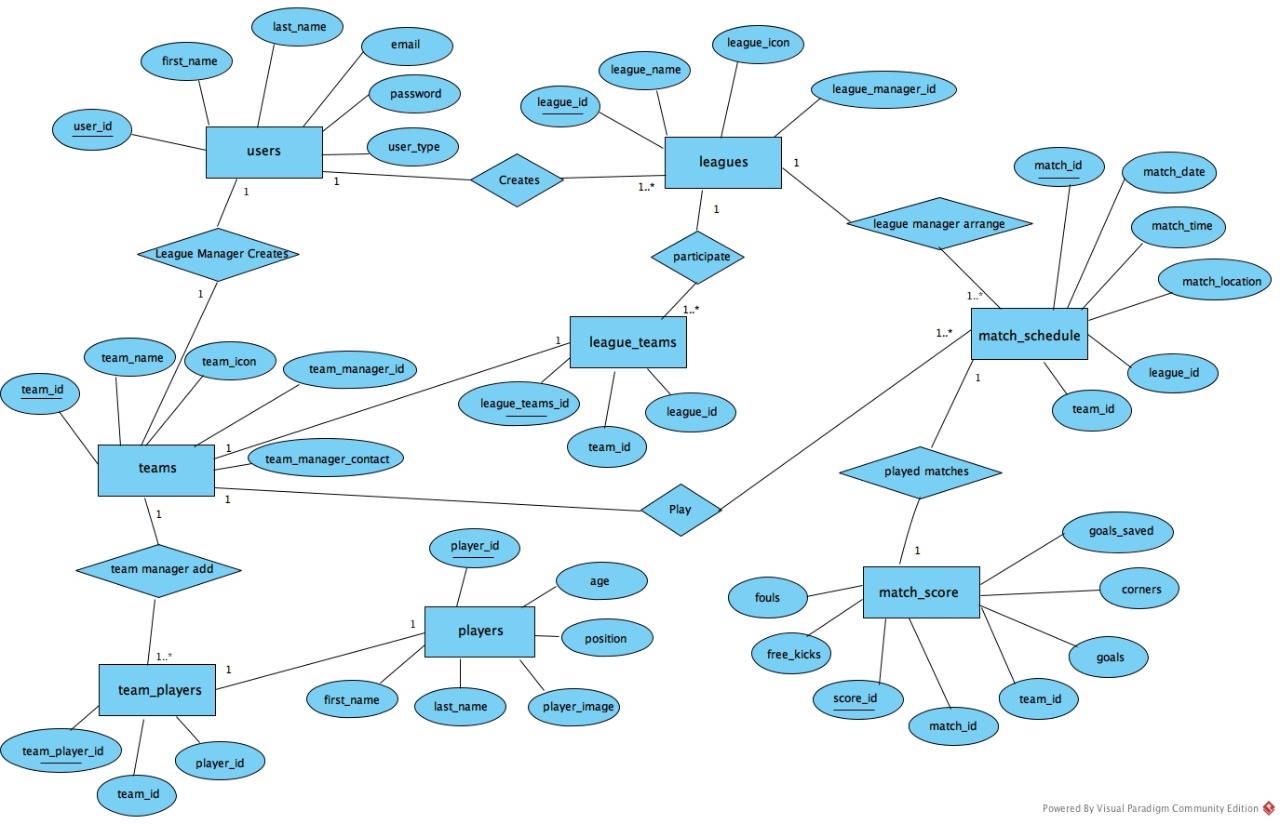 last_name
first_name
email
password
user_id
user_type
users
1
1
league_icon
league_name
league_id
league_manager_id
leagues
Creates
1..*
1
1
match_id
match_date
match_time
match_location
league manager arrange
1..*
1..*
match_schedule
league_id
team_id
1
League Manager Creates
1
participate
1..*
league_teams
1
league_teams_id
league_id
team_id
team_name
team_icon
team_manager_id
team_id
1
teams
team_manager_contact
1
1
Play
played matches
1
team manager add
1..*
player_id
age
players
position
1
first_name
last_name
player_image
1
team_players
team_player_id
player_id
team_id
goals_saved
match_score
corners
fouls
free_kicks
goals
score_id
team_id
match_id
Powered By Visual Paradigm Community Edition